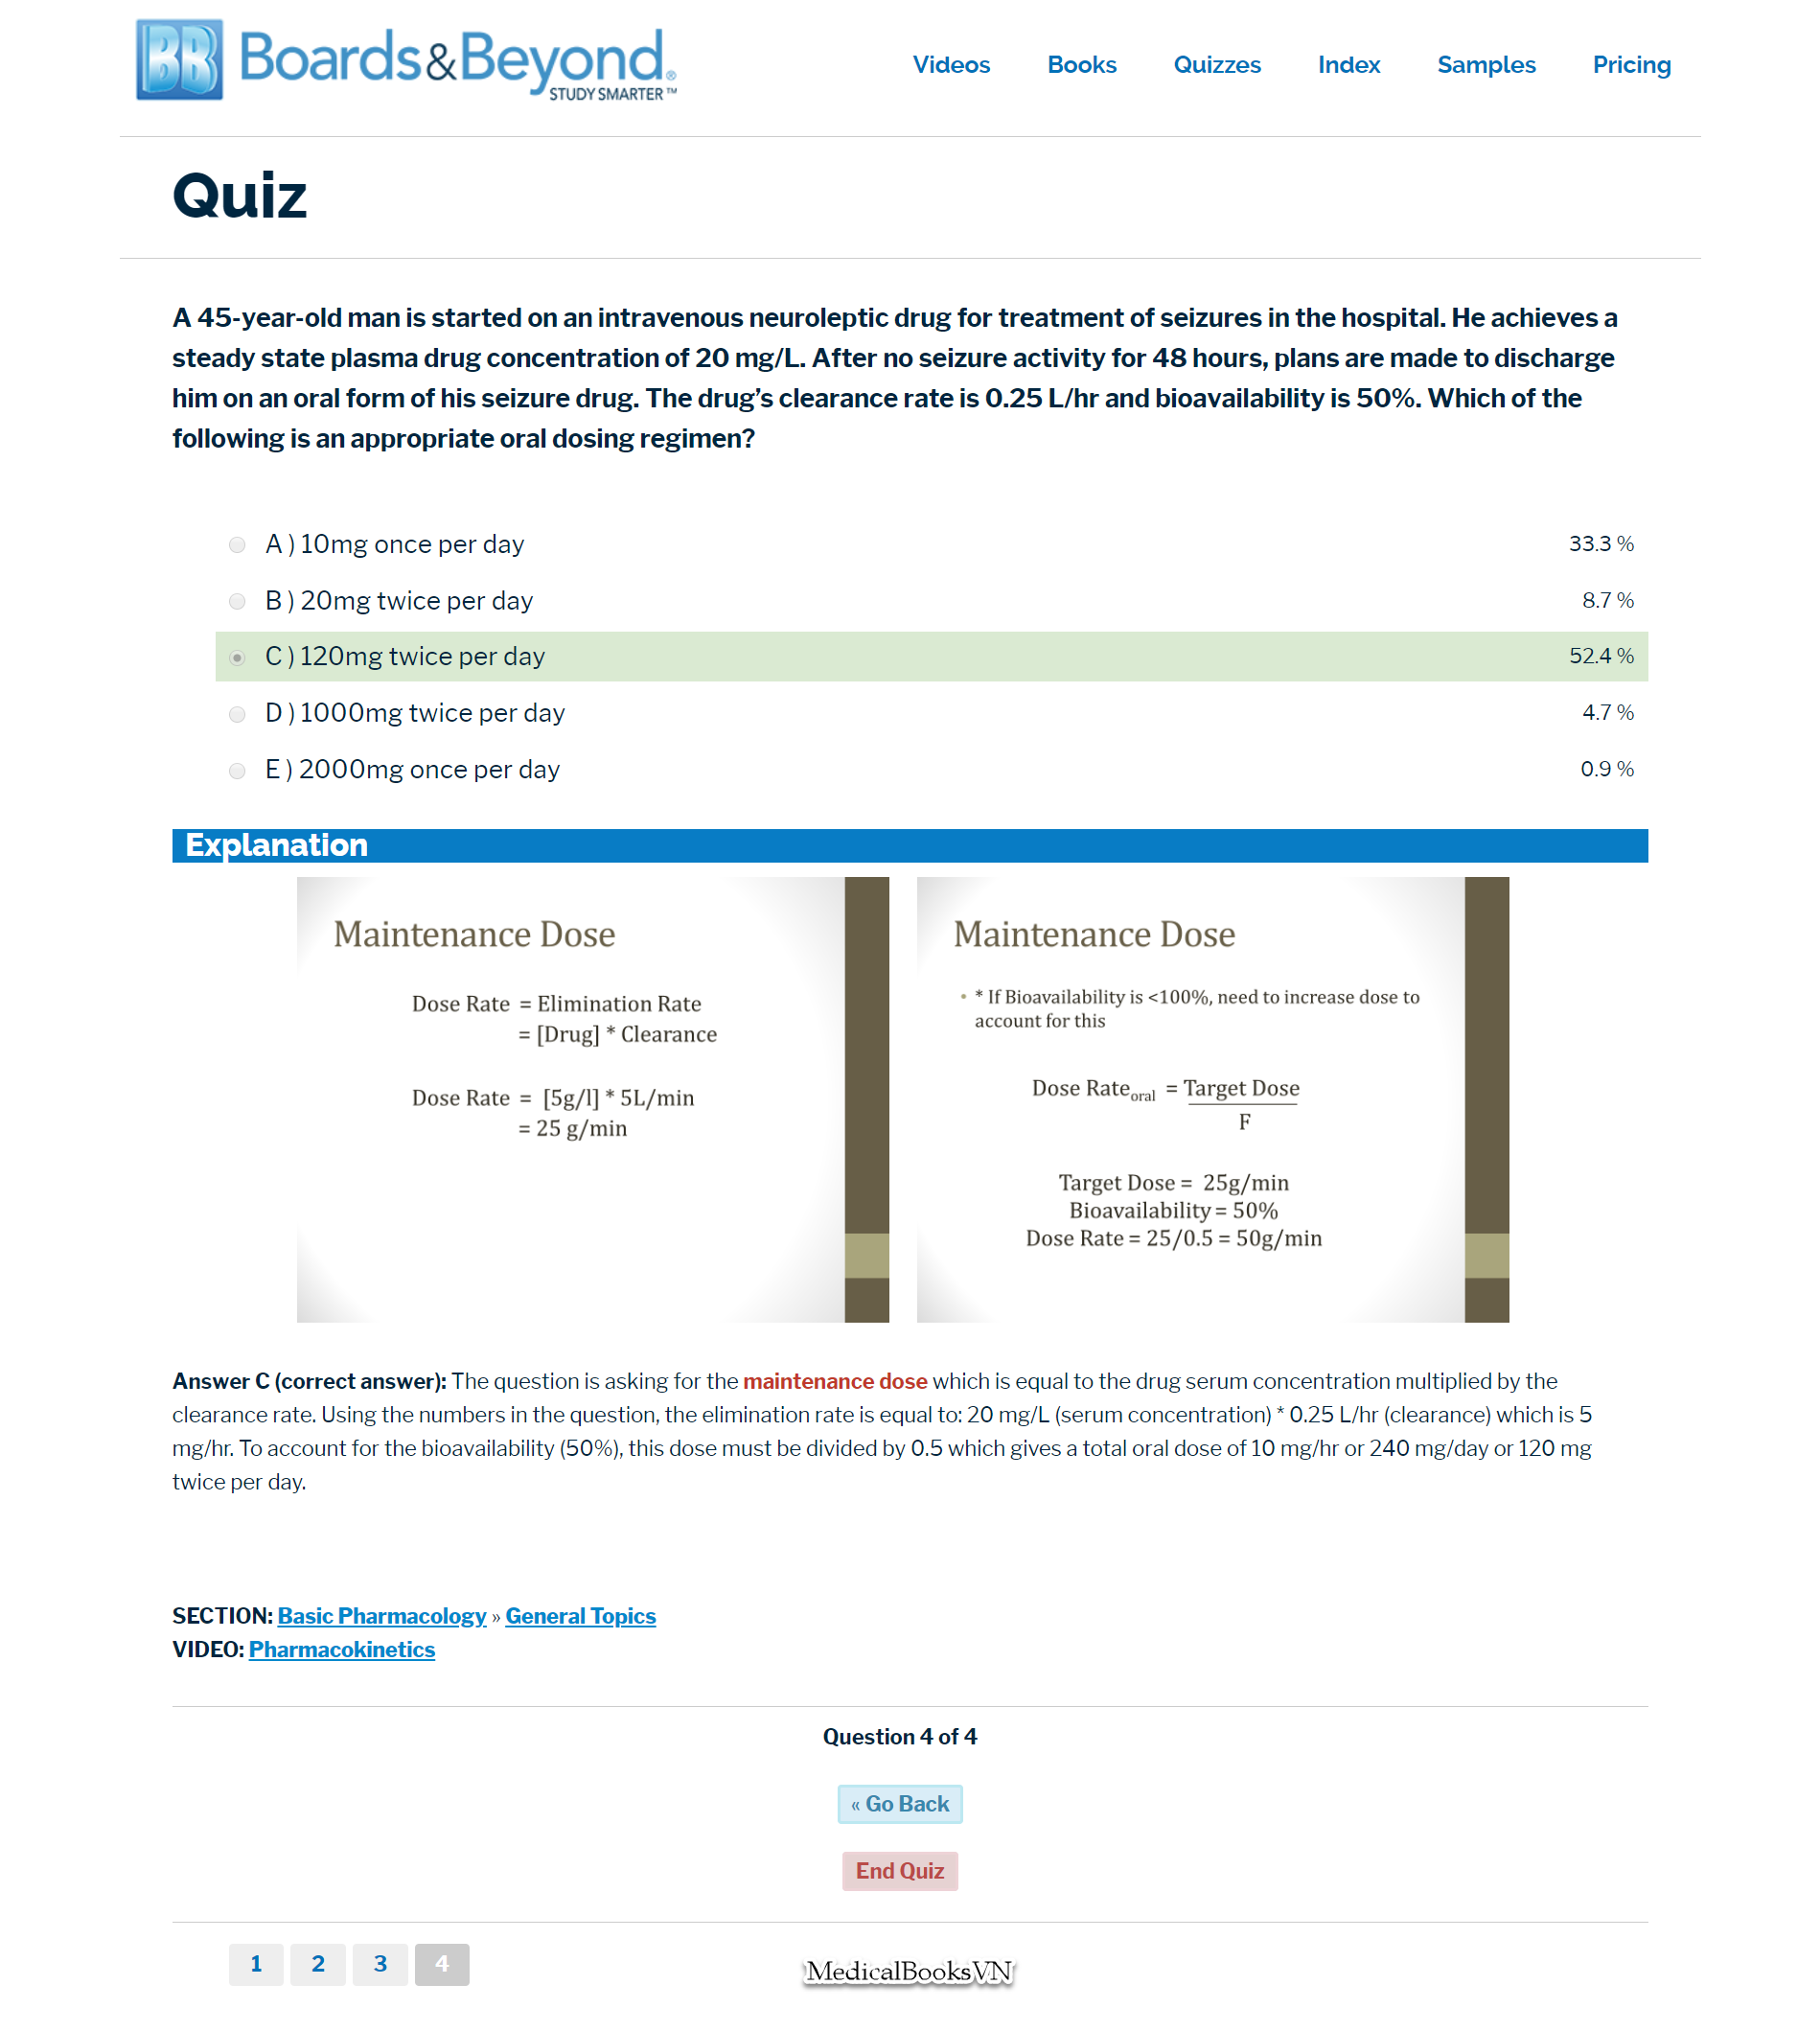 BB Boards&Beyond®
STUDY SMARTER™
Videos Books Quizzes Index Samples Pricing
Quiz
A 45-year-old man is started on an intravenous neuroleptic drug for treatment of seizures in the hospital. He achieves a
steady state plasma drug concentration of 20 mg/L. After no seizure activity for 48 hours, plans are made to discharge
him on an oral form of his seizure drug. The drug’s clearance rate is 0.25 L/hr and bioavailability is 50%. Which of the
following is an appropriate oral dosing regimen?
A ) 10mg once per day 33.3 %
B ) 20mg twice per day 8.7 %
C ) 120mg twice per day 52.4 %
D ) 1000mg twice per day 4.7 %
E ) 2000mg once per day 0.9 %
Explanation
Maintenance Dose
Dose Rate = Elimination Rate
= [Drug] * Clearance
Dose Rate = [5g/l] * 5L/min
= 25 g/min
Maintenance Dose
• * If Bioavailability is <100%, need to increase dose to
account for this
Dose Rate oral = Target Dose
F
Target Dose = 25g/min
Bioavailability = 50%
Dose Rate = 25/0.5 = 50g/min
Answer C (correct answer): The question is asking for the maintenance dose which is equal to the drug serum concentration multiplied by the
clearance rate. Using the numbers in the question, the elimination rate is equal to: 20 mg/L (serum concentration) * 0.25 L/hr (clearance) which is 5
mg/hr. To account for the bioavailability (50%), this dose must be divided by 0.5 which gives a total oral dose of 10 mg/hr or 240 mg/day or 120 mg
twice per day.
SECTION: Basic Pharmacology » General Topics
VIDEO: Pharmacokinetics
Question 4 of 4
« Go Back
End Quiz
1 2 3 4
MedicalBooksVN